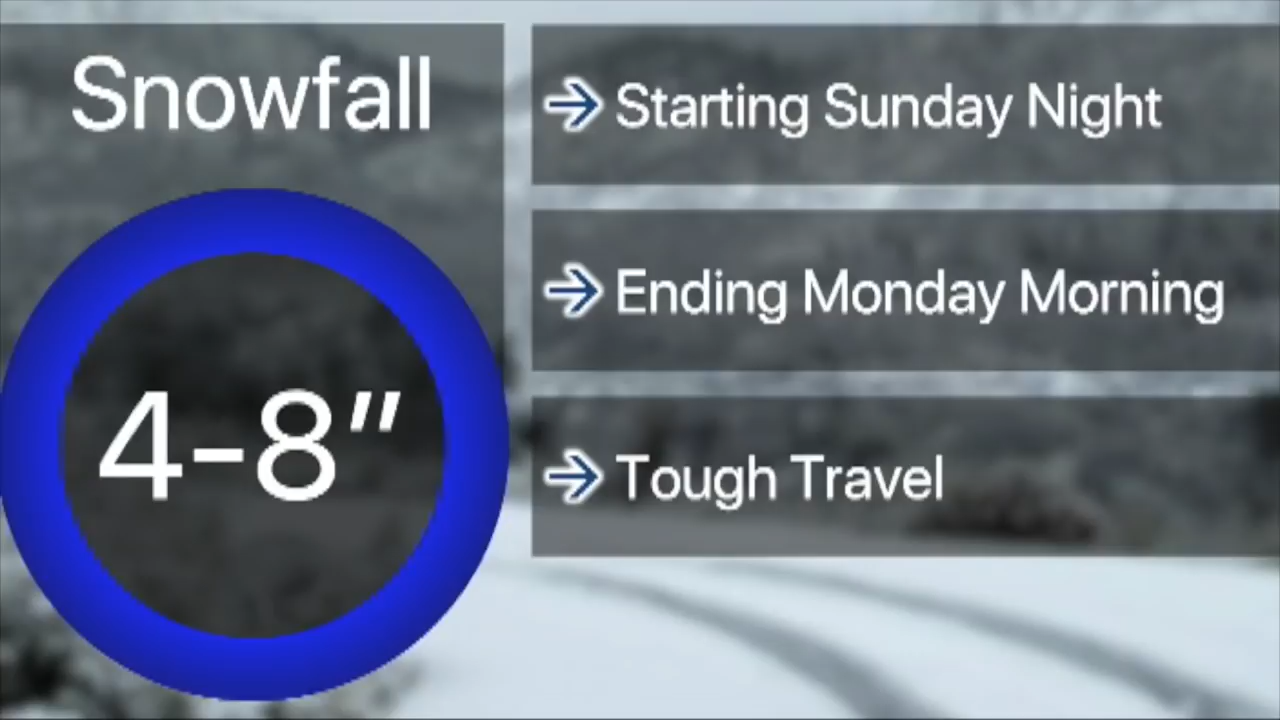 Snowfall
4-8"
Starting Sunday Night
Ending Monday Morning
Tough Travel